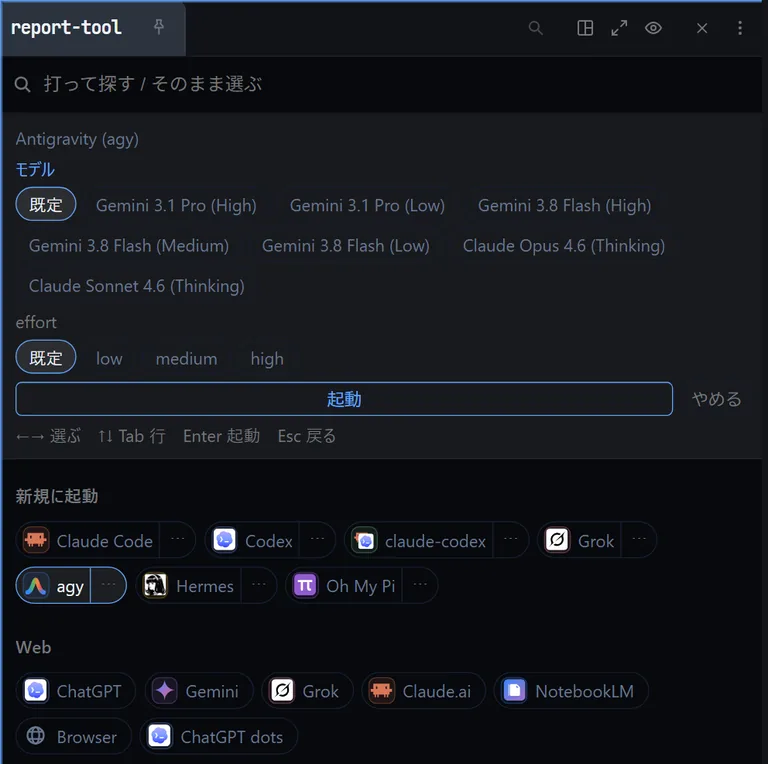 report-tool
打って探す / そのまま選ぶ
Antigravity (agy)
モデル
既定 Gemini 3.1 Pro (High) Gemini 3.1 Pro (Low) Gemini 3.8 Flash (High)
Gemini 3.8 Flash (Medium) Gemini 3.8 Flash (Low) Claude Opus 4.6 (Thinking)
Claude Sonnet 4.6 (Thinking)
effort
既定 low medium high
起動 やめる
←→ 選ぶ ↑↓ Tab 行 Enter 起動 Esc 戻る
新規に起動
Claude Code ... Codex ... claude-codex ... Grok ...
agy ... Hermes ... Oh My Pi ...
Web
ChatGPT Gemini Grok Claude.ai NotebookLM
Browser ChatGPT dots